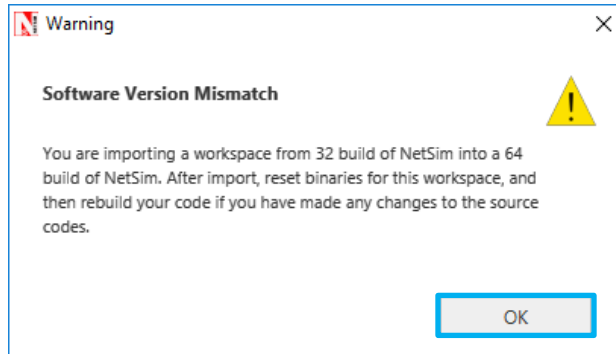 Warning
Software Version Mismatch
You are importing a workspace from 32 build of NetSim into a 64
build of NetSim. After import, reset binaries for this workspace, and
then rebuild your code if you have made any changes to the source
codes.
OK